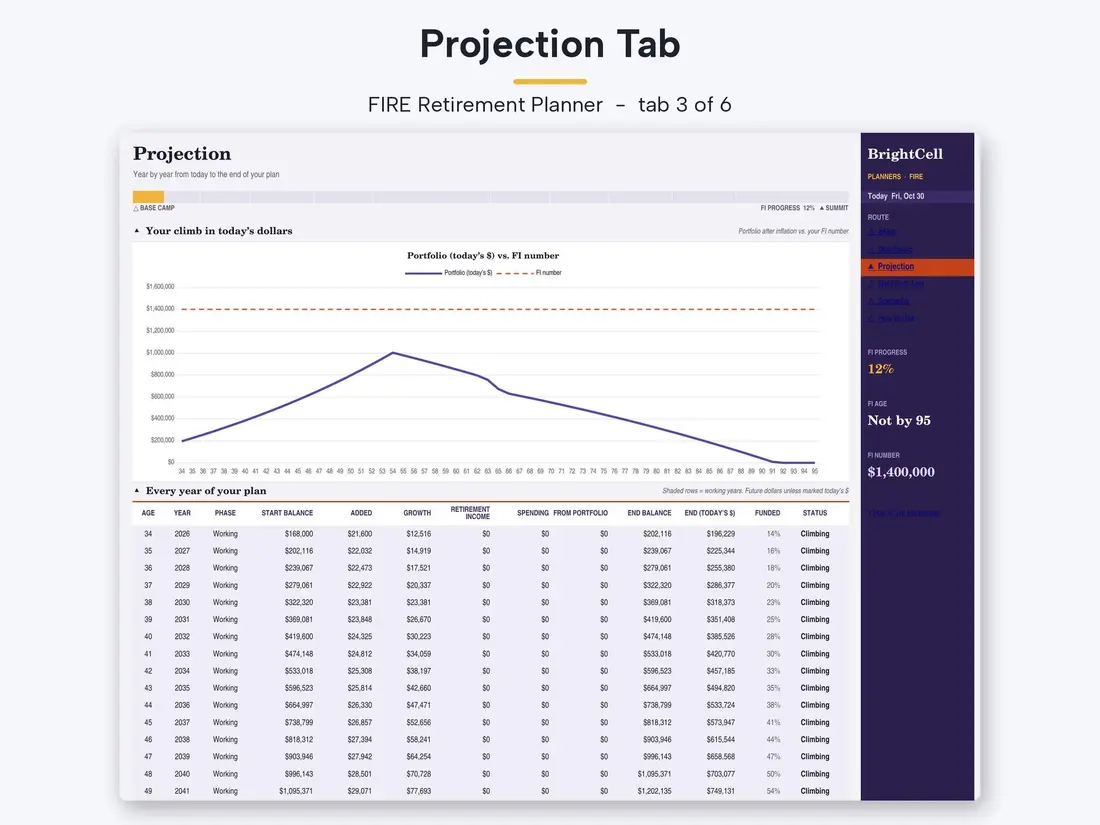 Projection Tab
FIRE Retirement Planner - tab 3 of 6
Projection
Year by year from today to the end of your plan
△ BASE CAMP
FI PROGRESS 12% ▲ SUMMIT
▲ Your climb in today's dollars
Portfolio after inflation vs. your FI number
Portfolio (today's $) vs. FI number
Portfolio (today's $) FI number
$1,600,000
$1,400,000
$1,200,000
$1,000,000
$800,000
$600,000
$400,000
$200,000
$0
34 35 36 37 38 39 40 41 42 43 44 45 46 47 48 49 50 51 52 53 54 55 56 57 58 59 60 61 62 63 64 65 66 67 68 69 70 71 72 73 74 75 76 77 78 79 80 81 82 83 84 85 86 87 88 89 90 91 92 93 94 95
▲ Every year of your plan
Shaded rows = working years. Future dollars unless marked today's $
AGE YEAR PHASE START BALANCE ADDED GROWTH RETIREMENT INCOME SPENDING FROM PORTFOLIO END BALANCE END (TODAY'S $) FUNDED STATUS
34 2026 Working $168,000 $21,600 $12,516 $0 $0 $0 $202,116 $196,229 14% Climbing
35 2027 Working $202,116 $22,032 $14,919 $0 $0 $0 $239,067 $225,344 16% Climbing
36 2028 Working $239,067 $22,473 $17,521 $0 $0 $0 $279,061 $255,380 18% Climbing
37 2029 Working $279,061 $22,922 $20,337 $0 $0 $0 $322,320 $286,377 20% Climbing
38 2030 Working $322,320 $23,381 $23,381 $0 $0 $0 $369,081 $318,373 23% Climbing
39 2031 Working $369,081 $23,848 $26,670 $0 $0 $0 $419,600 $351,408 25% Climbing
40 2032 Working $419,600 $24,325 $30,223 $0 $0 $0 $474,148 $385,526 28% Climbing
41 2033 Working $474,148 $24,812 $34,059 $0 $0 $0 $533,018 $420,770 30% Climbing
42 2034 Working $533,018 $25,308 $38,197 $0 $0 $0 $596,523 $457,185 33% Climbing
43 2035 Working $596,523 $25,814 $42,660 $0 $0 $0 $664,997 $494,820 35% Climbing
44 2036 Working $664,997 $26,330 $47,471 $0 $0 $0 $738,799 $533,724 38% Climbing
45 2037 Working $738,799 $26,857 $52,656 $0 $0 $0 $818,312 $573,947 41% Climbing
46 2038 Working $818,312 $27,394 $58,241 $0 $0 $0 $903,946 $615,544 44% Climbing
47 2039 Working $903,946 $27,942 $64,254 $0 $0 $0 $996,143 $658,568 47% Climbing
48 2040 Working $996,143 $28,501 $70,728 $0 $0 $0 $1,095,371 $703,077 50% Climbing
49 2041 Working $1,095,371 $29,071 $77,693 $0 $0 $0 $1,202,135 $749,131 54% Climbing
BrightCell
PLANNERS · FIRE
Today Fri, Oct 30
ROUTE
▲ Projection
FI PROGRESS
12%
FI AGE
Not by 95
FI NUMBER
$1,400,000